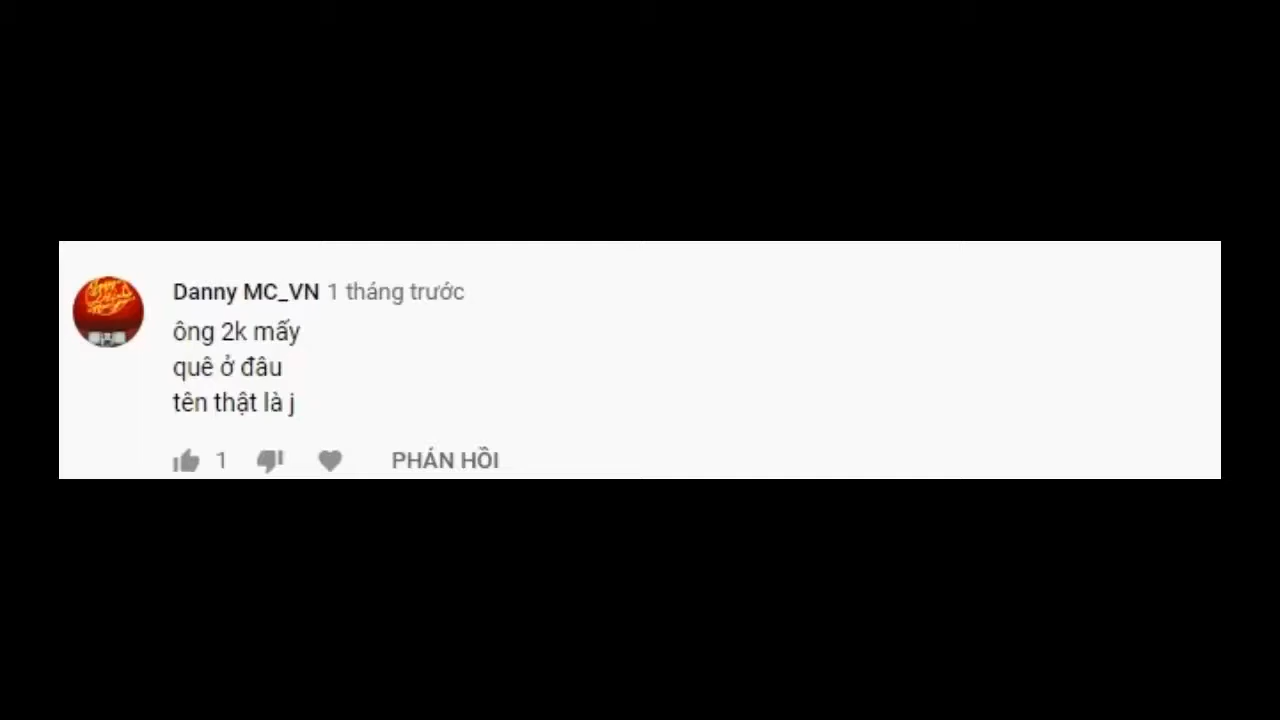 Danny MC_VN 1 tháng trước
ông 2k mấy
quê ở đâu
tên thật là j
1 PHẢN HỒI